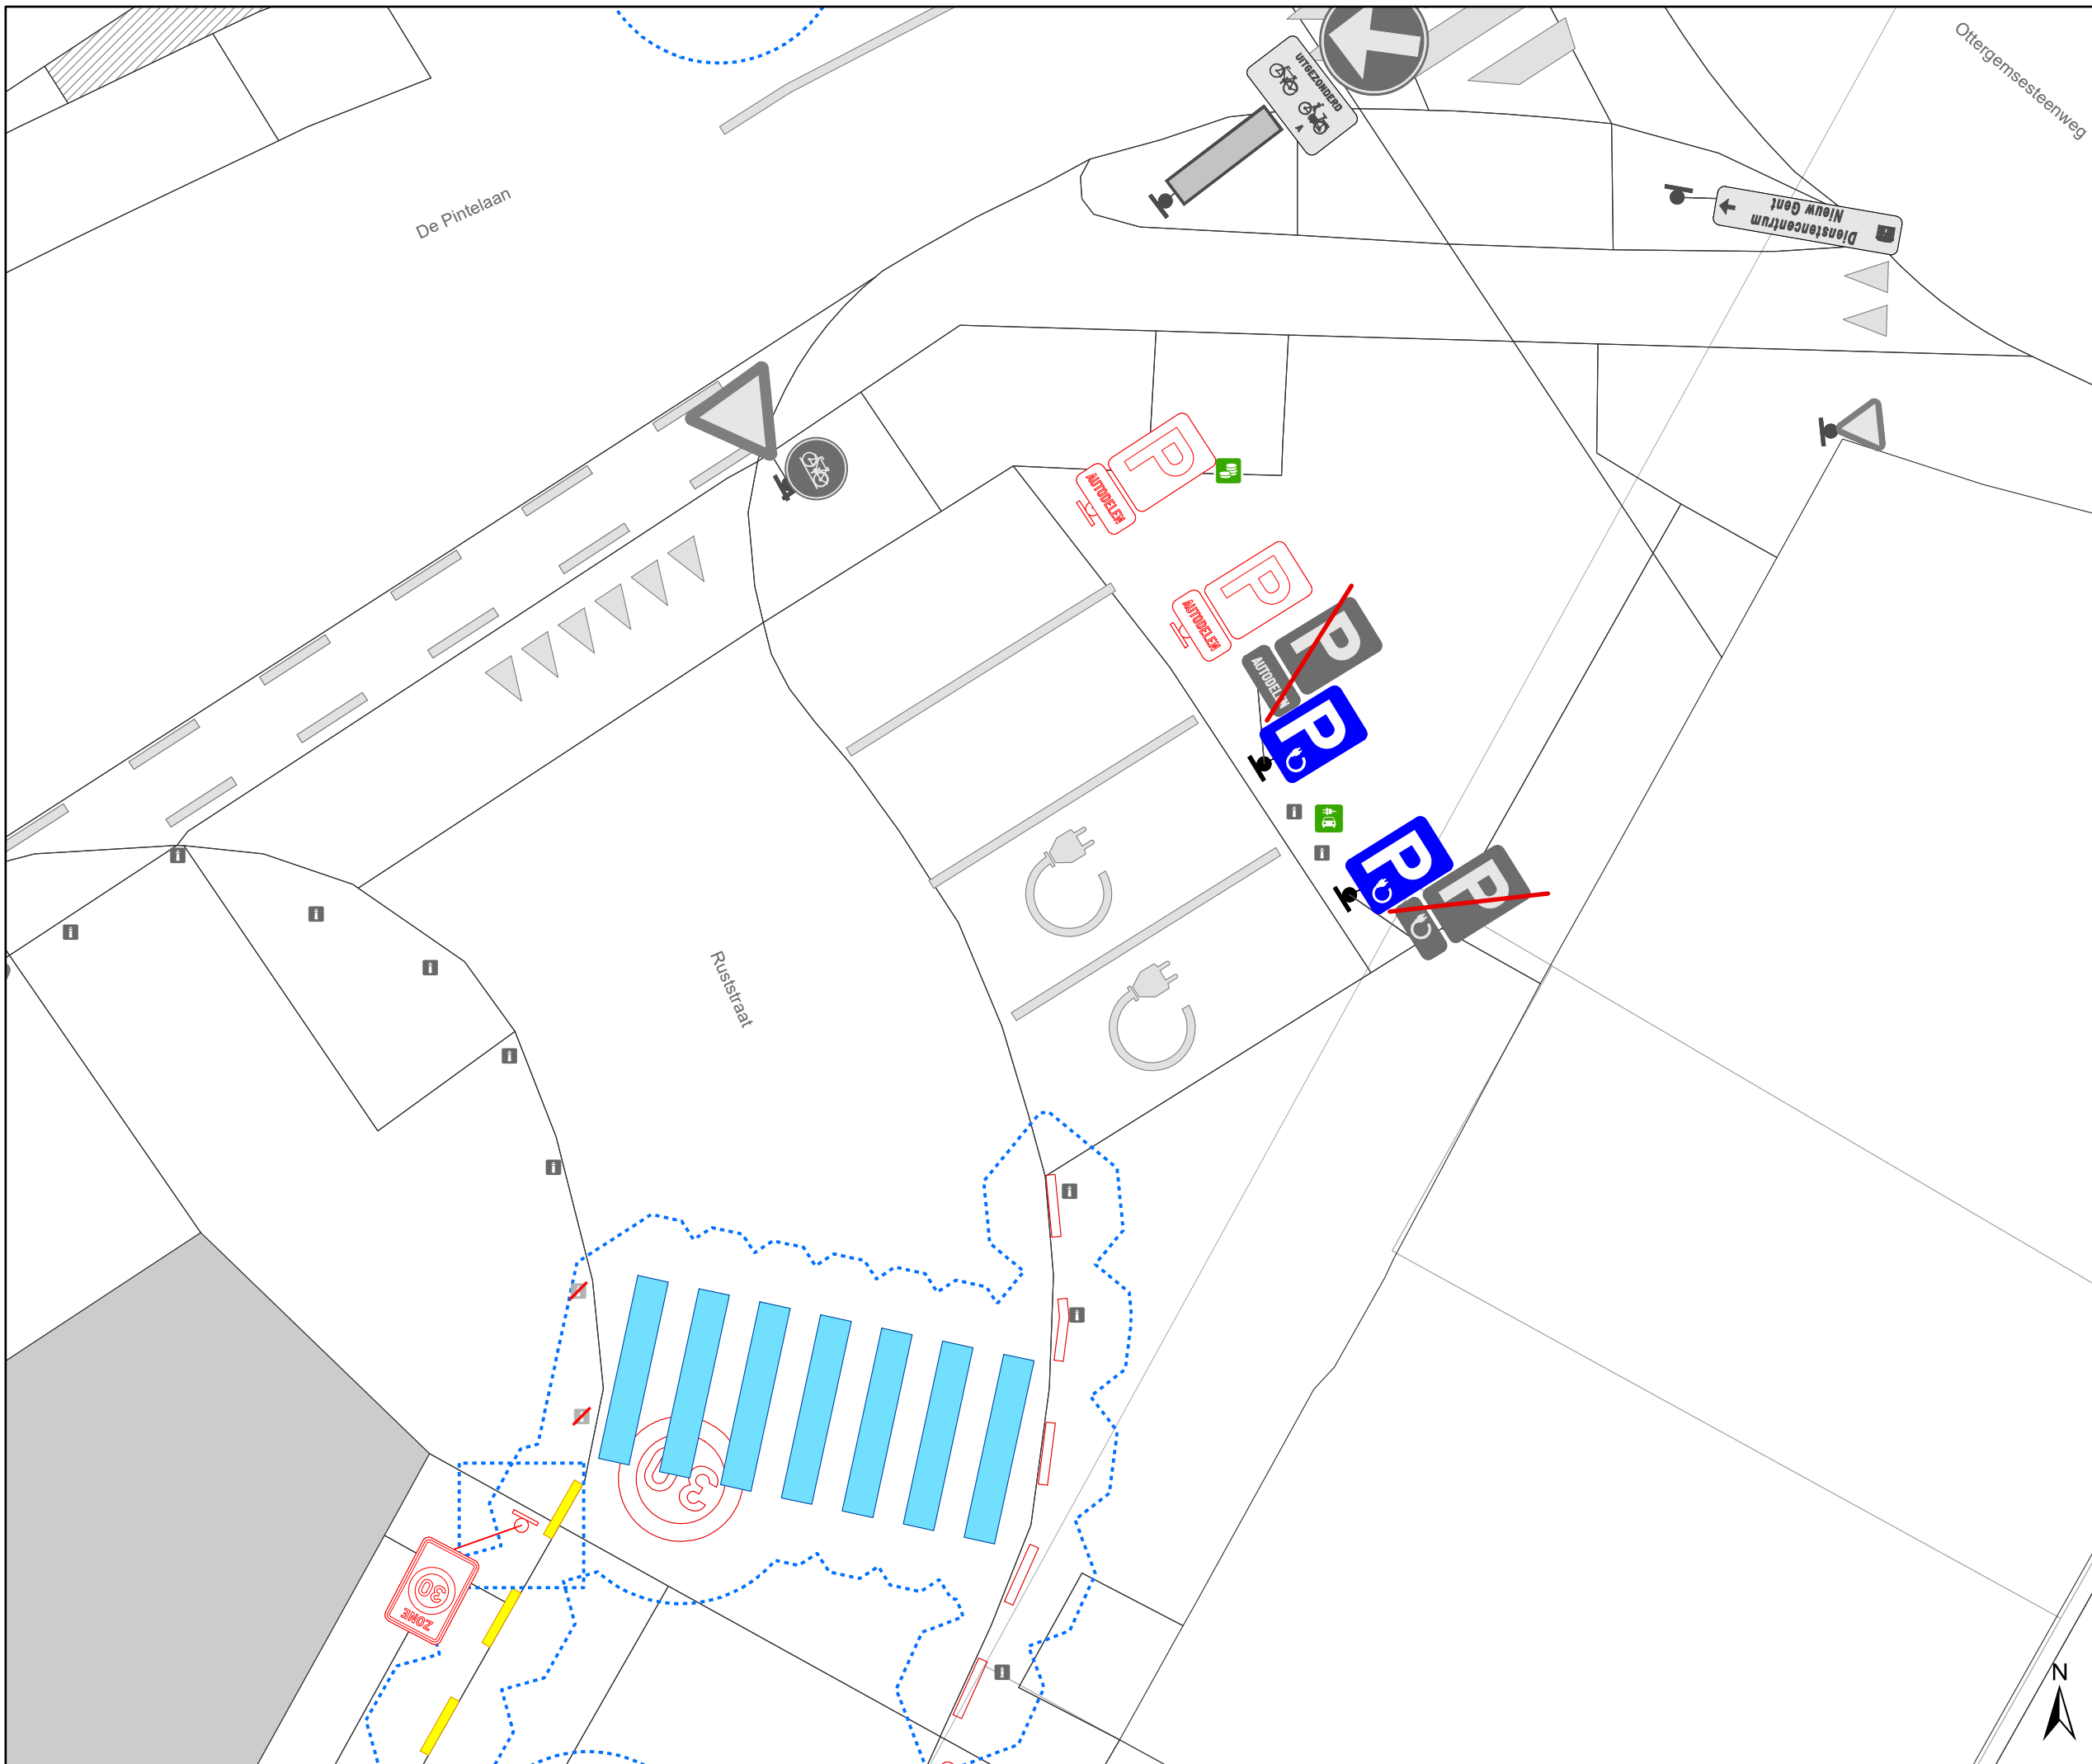 Ottergemsesteenweg
UITGEZONDERD
A
De Pintelaan
Dienstencentrum
Nieuw Gent
P
AUTODELEN
P
AUTODELEN
P
AUTODELEN
P
P
P
Ruststraat
30
ZONE
30
N